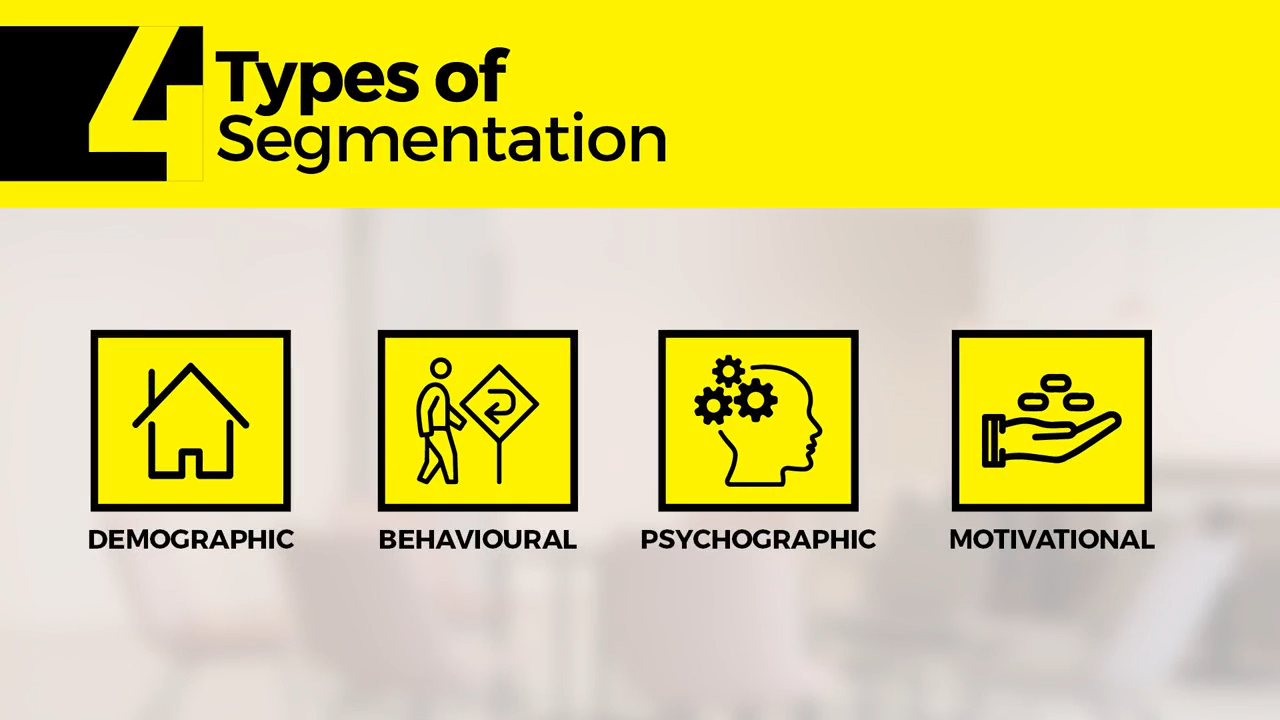 4
Types of
Segmentation
DEMOGRAPHIC
BEHAVIOURAL
PSYCHOGRAPHIC
MOTIVATIONAL